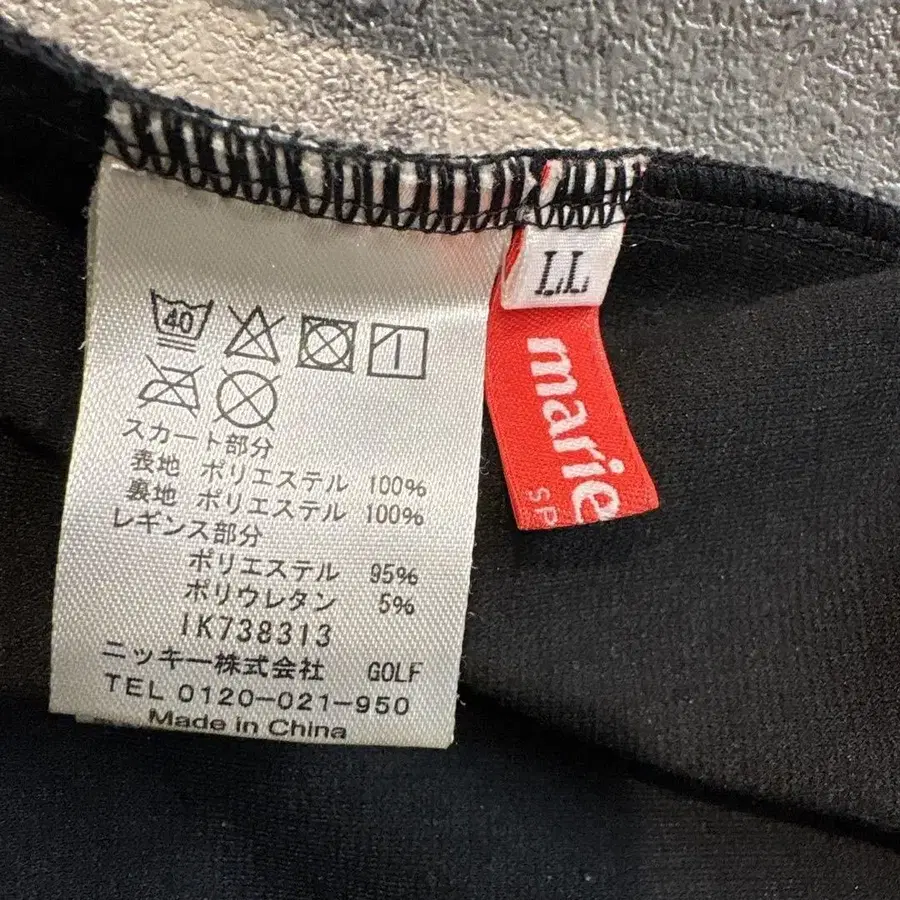 40
スカート部分
表地 ポリエステル 100%
裏地 ポリエステル 100%
レギンス部分
ポリエステル 95%
ポリウレタン 5%
IK738313
ニッキー株式会社 GOLF
TEL 0120-021-950
Made in China
LL
marie
SP